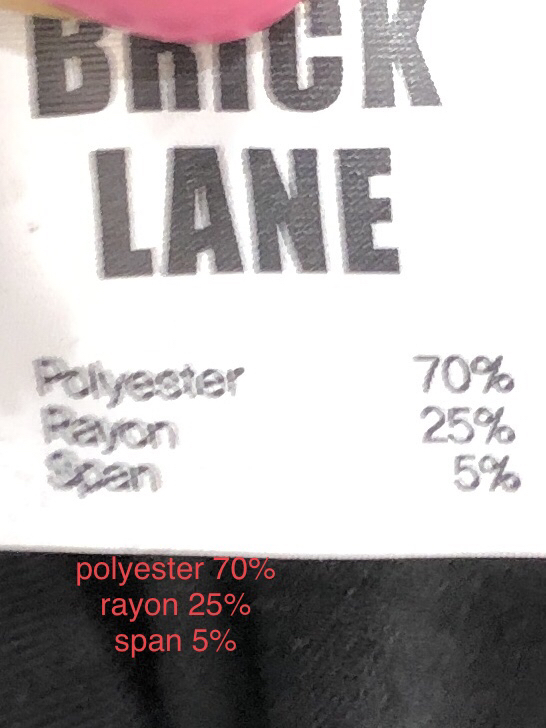 BRICK
LANE
Polyester 70%
Rayon 25%
Span 5%
polyester 70%
rayon 25%
span 5%